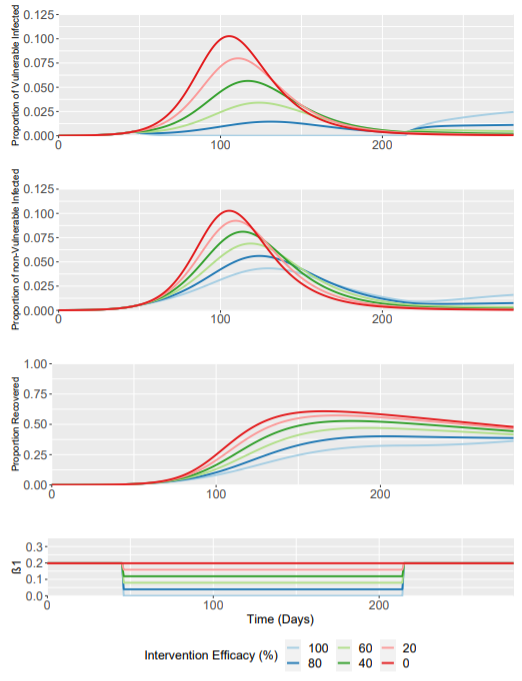 Proportion of Vulnerable Infected
0.125
0.100
0.075
0.050
0.025
0.000
0 100 200
Proportion of non-Vulnerable Infected
0.125
0.100
0.075
0.050
0.025
0.000
0 100 200
Proportion Recovered
1.00
0.75
0.50
0.25
0.00
0 100 200
ß1
0.3
0.2
0.1
0.0
0 100 200
Time (Days)
Intervention Efficacy (%) 100 60 20
80 40 0